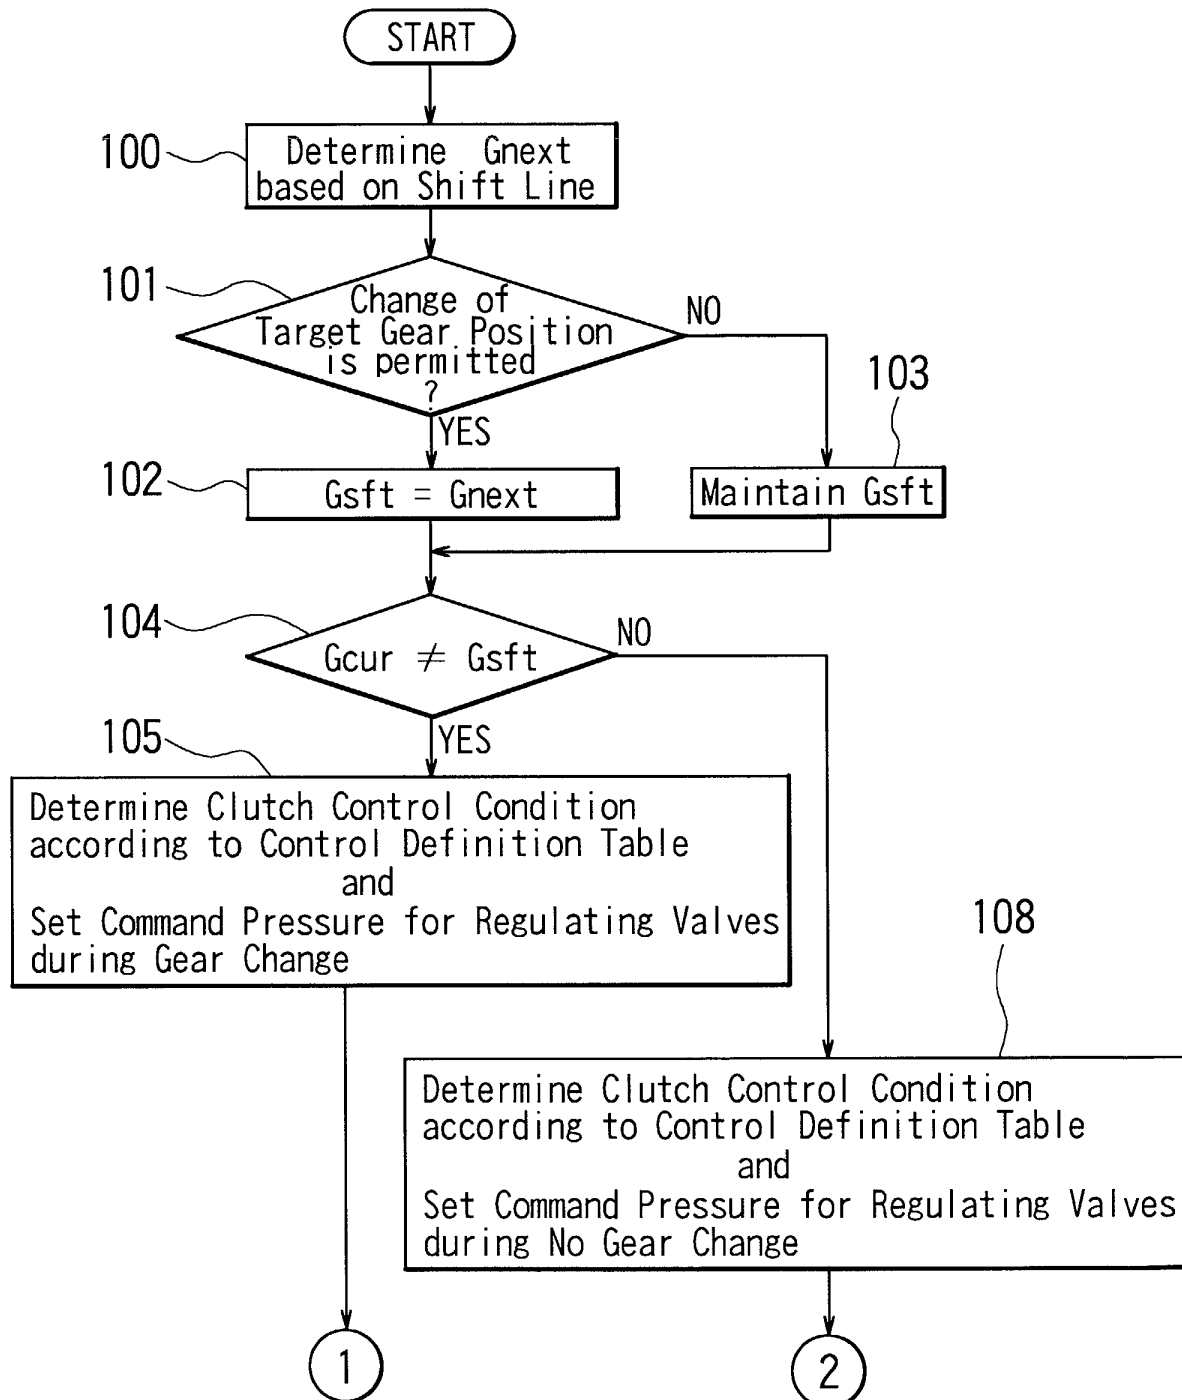 START
100
Determine Gnext
based on Shift Line
101
Change of
Target Gear Position
is permitted
?
NO
YES
103
102
Gsft = Gnext
Maintain Gsft
104
Gcur ≠ Gsft
NO
YES
105
Determine Clutch Control Condition
according to Control Definition Table
and
Set Command Pressure for Regulating Valves
during Gear Change
108
Determine Clutch Control Condition
according to Control Definition Table
and
Set Command Pressure for Regulating Valves
during No Gear Change
1
2